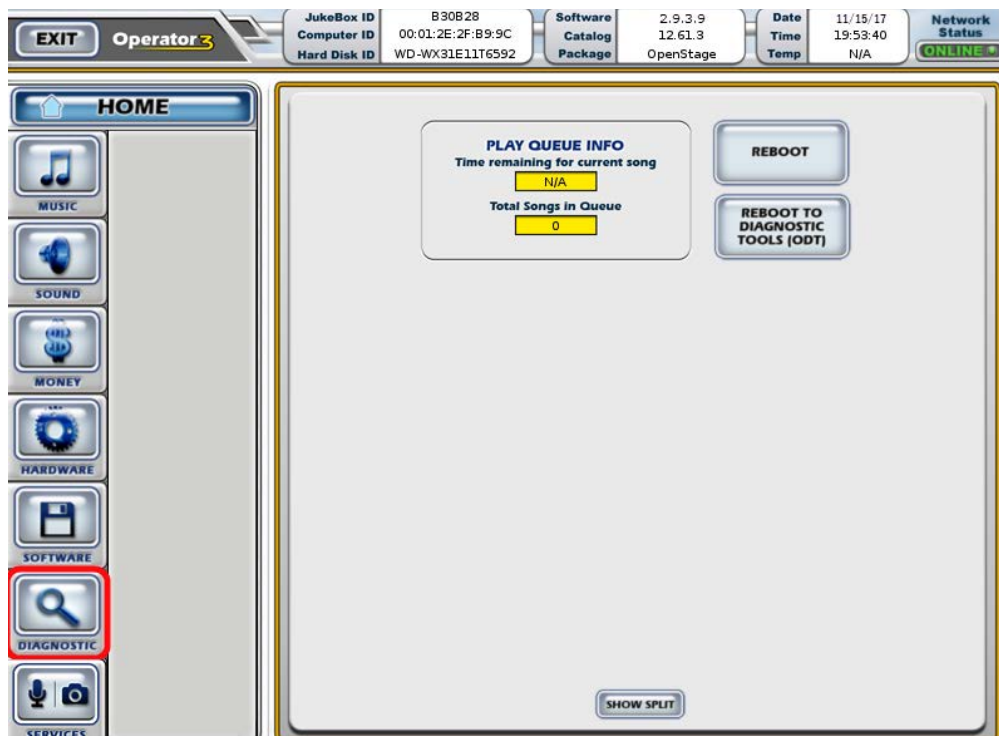 EXIT Operator 3
JukeBox ID B30B28
Computer ID 00:01:2E:2F:B9:9C
Hard Disk ID WD-WX31E11T6592
Software 2.9.3.9
Catalog 12.61.3
Package OpenStage
Date 11/15/17
Time 19:53:40
Temp N/A
Network
Status
ONLINE
HOME
MUSIC
SOUND
MONEY
HARDWARE
SOFTWARE
DIAGNOSTIC
SERVICES
PLAY QUEUE INFO
Time remaining for current song
N/A
Total Songs in Queue
0
REBOOT
REBOOT TO
DIAGNOSTIC
TOOLS (ODT)
SHOW SPLIT